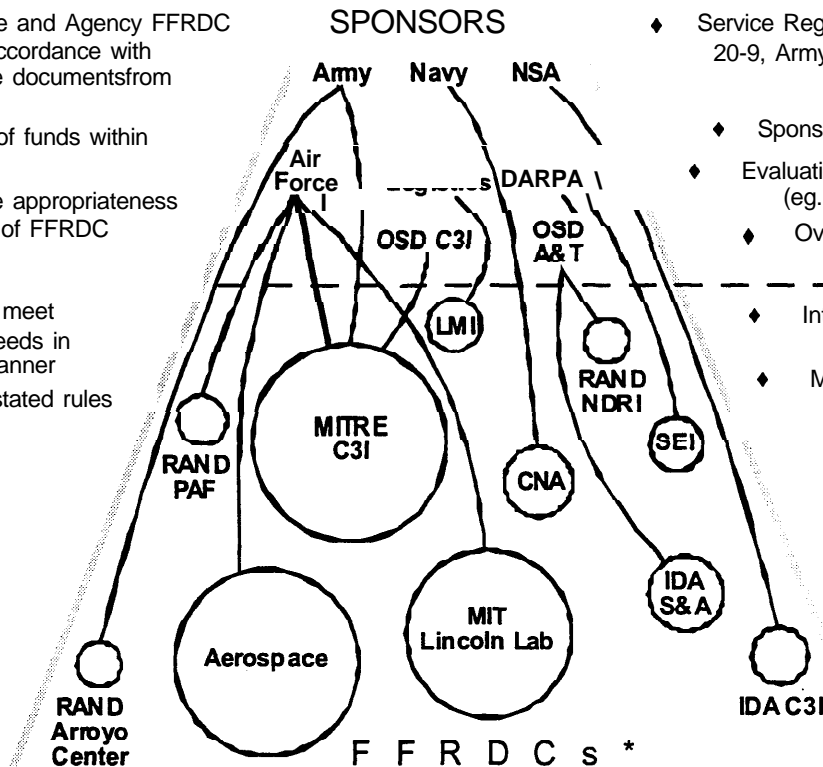 SPONSORS
e and Agency FFRDC
ccordance with
e documentsfrom
of funds within
e appropriateness
of FFRDC
meet
eeds in
anner
stated rules
Army Navy NSA
Air
Force
DARPA
OSD C3I
OSD
A&T
LMI
RAND
NDRI
MITRE
C3I
RAND
PAF
SEI
CNA
IDA
S&A
MIT
Lincoln Lab
Aerospace
RAND
Arroyo
Center
IDA C3I
F F R D C s *
♦ Service Reg
20-9, Army
♦ Spons
♦ Evaluati
(eg.
♦ Ov
♦ In
♦ M